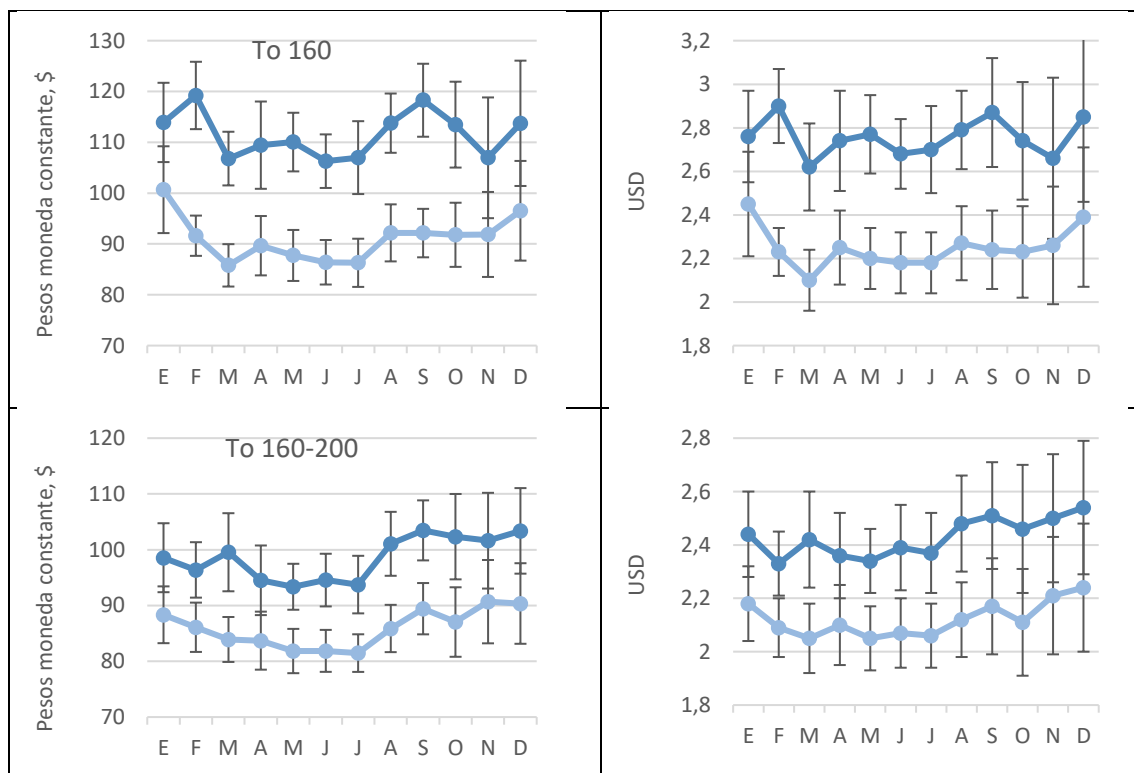 To 160
Pesos moneda constante, $
130
120
110
100
90
80
70
E F M A M J J A S O N D
USD
3,2
3
2,8
2,6
2,4
2,2
2
1,8
E F M A M J J A S O N D
To 160-200
Pesos moneda constante, $
120
110
100
90
80
70
E F M A M J J A S O N D
USD
2,8
2,6
2,4
2,2
2
1,8
E F M A M J J A S O N D